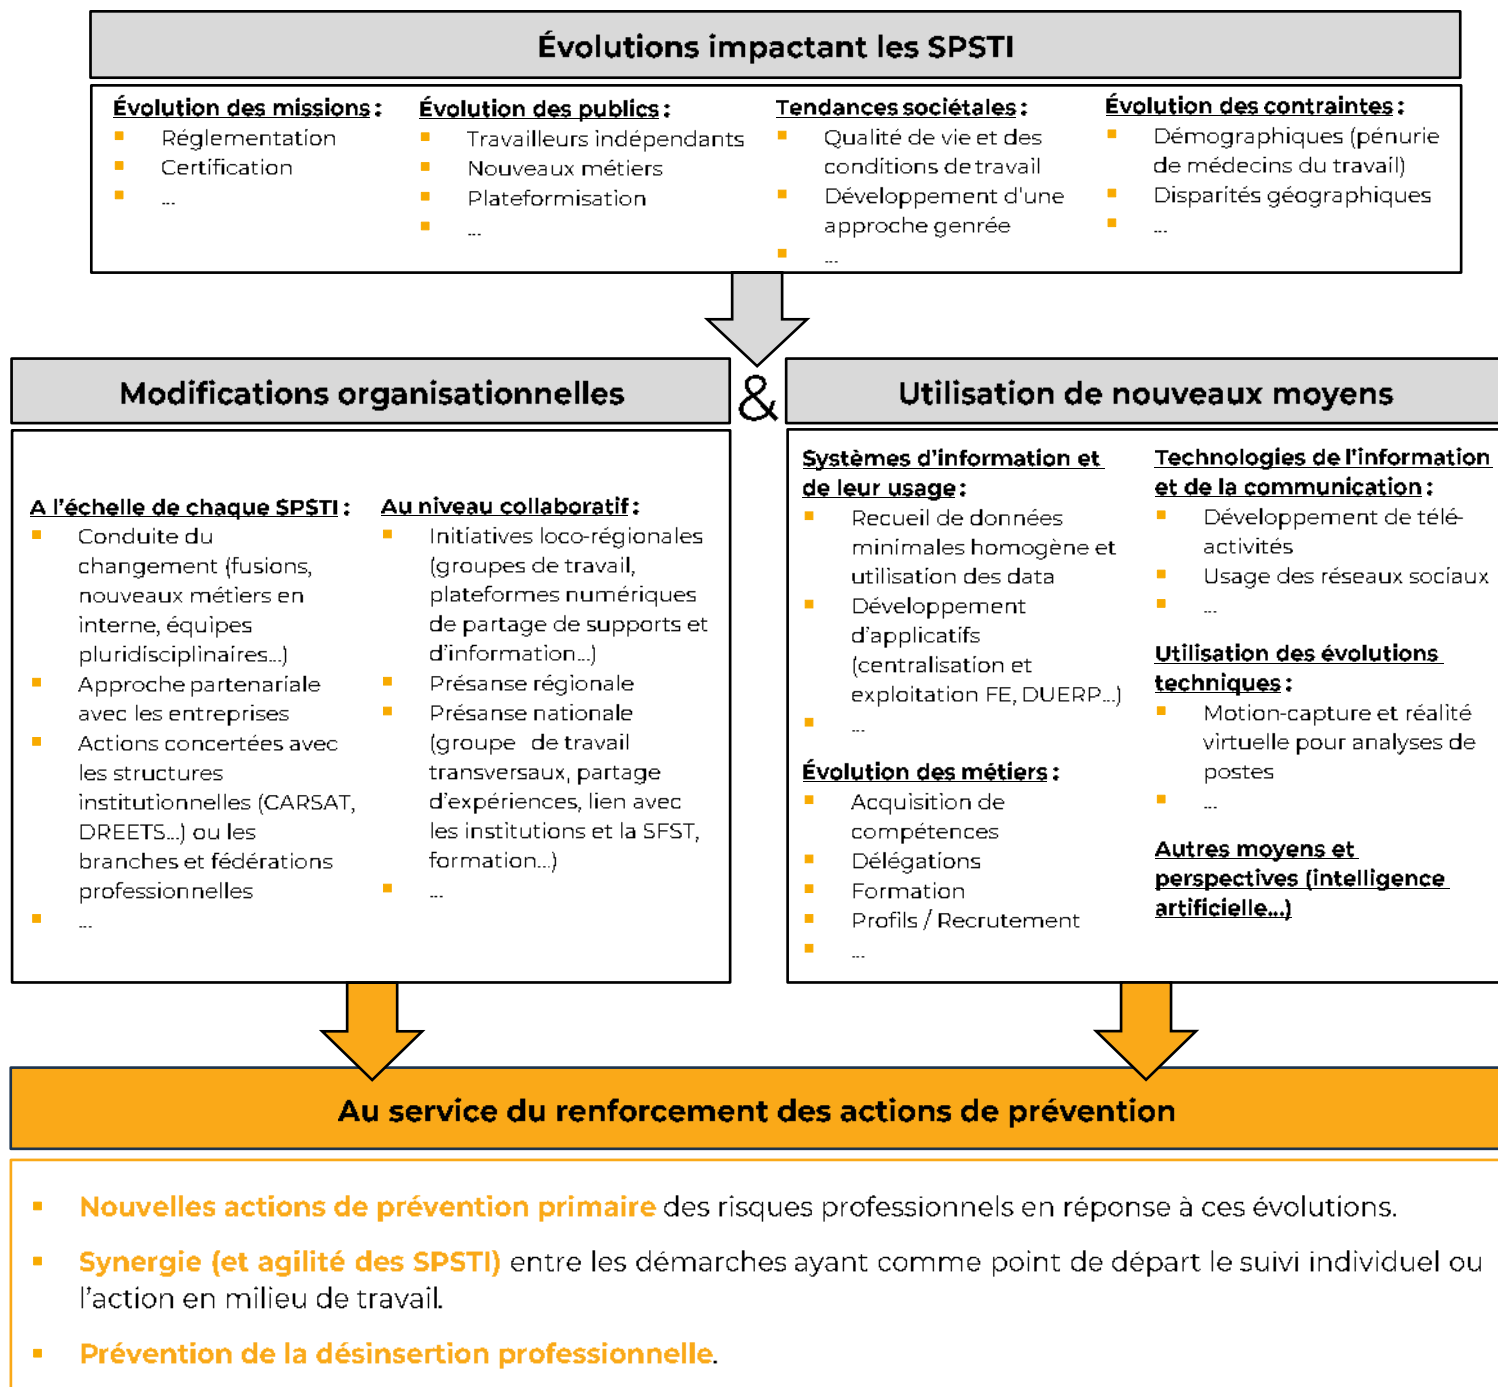 Évolutions impactant les SPSTI
Évolution des missions :
Réglementation
Certification
...
Évolution des publics :
Travailleurs indépendants
Nouveaux métiers
Plateformisation
...
Tendances sociétales :
Qualité de vie et des
conditions de travail
Développement d'une
approche genrée
...
Évolution des contraintes :
Démographiques (pénurie
de médecins du travail)
Disparités géographiques
...
Modifications organisationnelles
&
Utilisation de nouveaux moyens
A l'échelle de chaque SPSTI :
Conduite du
changement (fusions,
nouveaux métiers en
interne, équipes
pluridisciplinaires...)
Approche partenariale
avec les entreprises
Actions concertées avec
les structures
institutionnelles (CARSAT,
DREETS...) ou les
branches et fédérations
professionnelles
...
Au niveau collaboratif :
Initiatives loco-régionales
(groupes de travail,
plateformes numériques
de partage de supports et
d'information...)
Présanse régionale
Présanse nationale
(groupe de travail
transversaux, partage
d'expériences, lien avec
les institutions et la SFST,
formation...)
...
Systèmes d'information et
de leur usage :
Recueil de données
minimales homogène et
utilisation des data
Développement
d'applicatifs
(centralisation et
exploitation FE, DUERP...)
...
Évolution des métiers :
Acquisition de
compétences
Délégations
Formation
Profils / Recrutement
...
Technologies de l'information
et de la communication :
Développement de télé-
activités
Usage des réseaux sociaux
...
Utilisation des évolutions
techniques :
Motion-capture et réalité
virtuelle pour analyses de
postes
...
Autres moyens et
perspectives (intelligence
artificielle...)
Au service du renforcement des actions de prévention
Nouvelles actions de prévention primaire des risques professionnels en réponse à ces évolutions.
Synergie (et agilité des SPSTI) entre les démarches ayant comme point de départ le suivi individuel ou
l'action en milieu de travail.
Prévention de la désinsertion professionnelle.